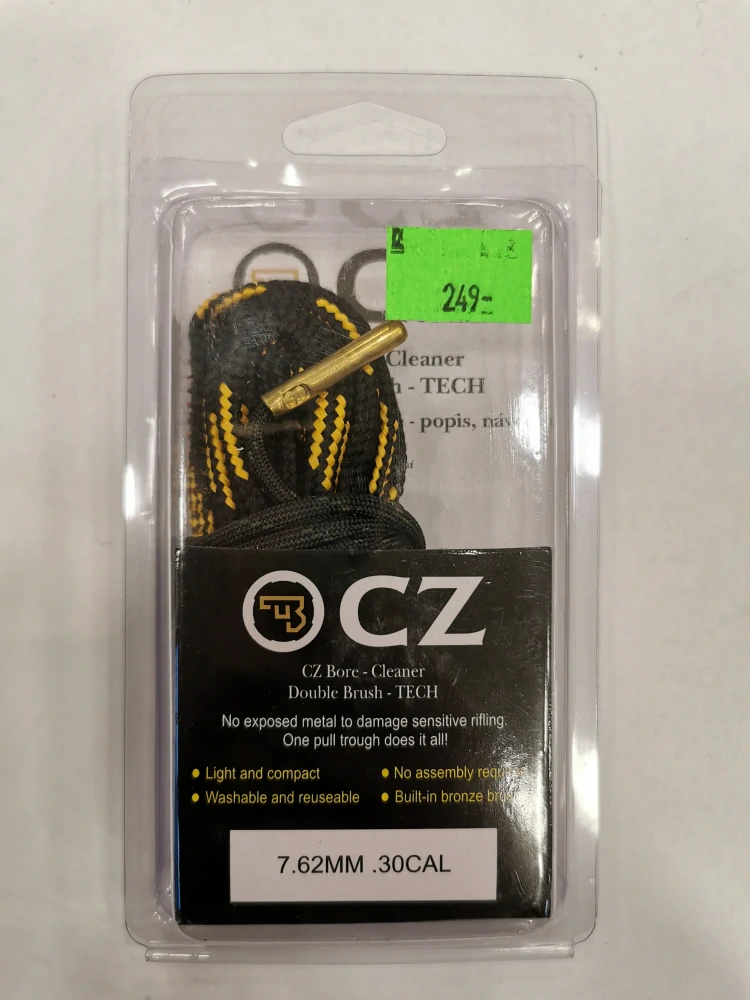 249-
Cleaner
- TECH
- popis,
CZ
CZ Bore - Cleaner
Double Brush - TECH
No exposed metal to damage sensitive rifling.
One pull trough does it all!
Light and compact
No assembly
Washable and reuseable
Built-in bronze
7.62MM .30CAL